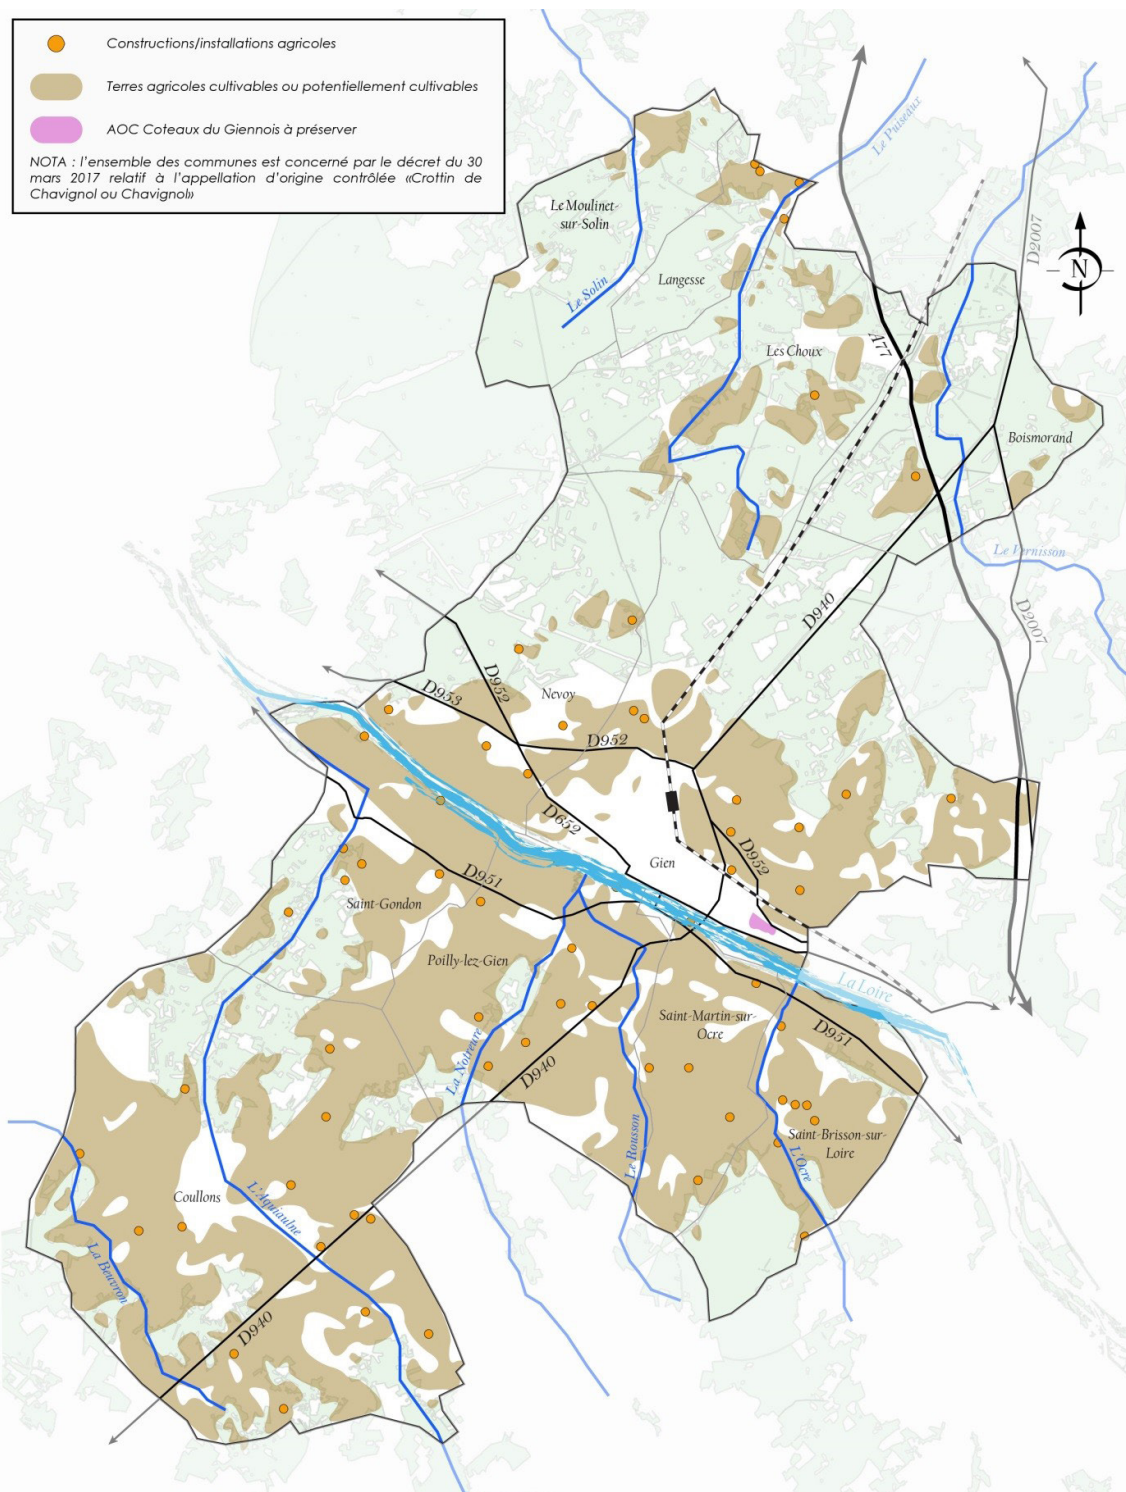 Constructions/installations agricoles
Terres agricoles cultivables ou potentiellement cultivables
AOC Coteaux du Giennois à préserver
NOTA : l'ensemble des communes est concerné par le décret du 30
mars 2017 relatif à l'appellation d'origine contrôlée «Crottin de
Chavignol ou Chavignol»
Le Puiseaux
Le Moulinet-
sur-Solin
D2007
N
Langesse
Le Solin
A77
Les Choux
Boismorand
Le Vernisson
D940
D2007
D952
D953
Nevoy
D952
D652
Gien
D952
D951
Saint-Gondon
Poilly-lez-Gien
La Loire
Saint-Martin-sur-
Ocre
D951
La Notreure
D940
Le Rousson
Saint-Brisson-sur-
Loire
L'Ocre
Coullons
L'Aquiaulne
La Beuvron
D940